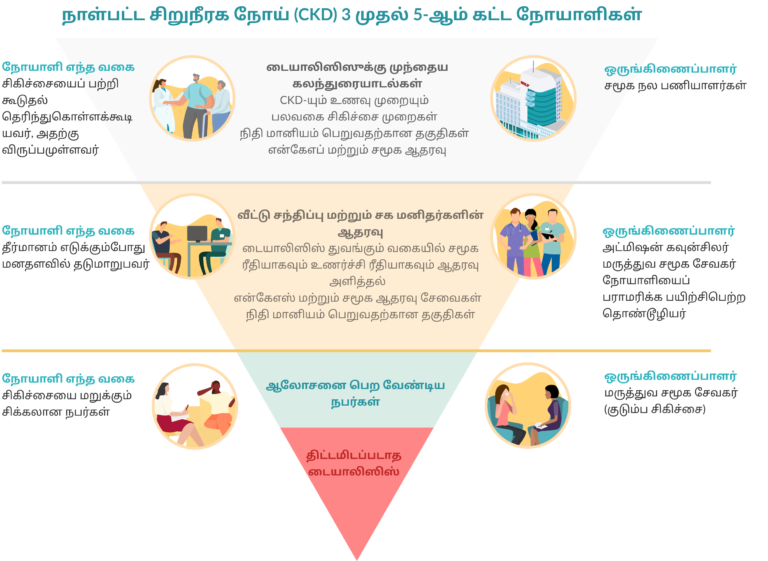 நாள்பட்ட சிறுநீரக நோய் (CKD) 3 முதல் 5-ஆம் கட்ட நோயாளிகள்
நோயாளி எந்த வகை
சிகிச்சையைப் பற்றி
கூடுதல்
தெரிந்துகொள்ளக்கூடி
யவர், அதற்கு
விருப்பமுள்ளவர்
டையாலிஸிஸுக்கு முந்தைய
கலந்துரையாடல்கள்
CKD-யும் உணவு முறையும்
பலவகை சிகிச்சை முறைகள்
நிதி மானியம் பெறுவதற்கான தகுதிகள்
என்கேஎப் மற்றும் சமூக ஆதரவு
ஒருங்கிணைப்பாளர்
சமூக நல பணியாளர்கள்
நோயாளி எந்த வகை
தீர்மானம் எடுக்கும்போது
மனதளவில் தடுமாறுபவர்
வீட்டு சந்திப்பு மற்றும் சக மனிதர்களின்
ஆதரவு
டையாலிஸிஸ் துவங்கும் வகையில் சமூக
ரீதியாகவும் உணர்ச்சி ரீதியாகவும் ஆதரவு
அளித்தல்
என்கேஎஸ் மற்றும் சமூக ஆதரவு சேவைகள்
நிதி மானியம் பெறுவதற்கான தகுதிகள்
ஒருங்கிணைப்பாளர்
அட்மிஷன் கவுன்சிலர்
மருத்துவ சமூக சேவகர்
நோயாளியைப்
பராமரிக்க பயிற்சிபெற்ற
தொண்டூழியர்
நோயாளி எந்த வகை
சிகிச்சையை மறுக்கும்
சிக்கலான நபர்கள்
ஆலோசனை பெற வேண்டிய
நபர்கள்
ஒருங்கிணைப்பாளர்
மருத்துவ சமூக சேவகர்
(குடும்ப சிகிச்சை)
திட்டமிடப்படாத
டையாலிஸிஸ்